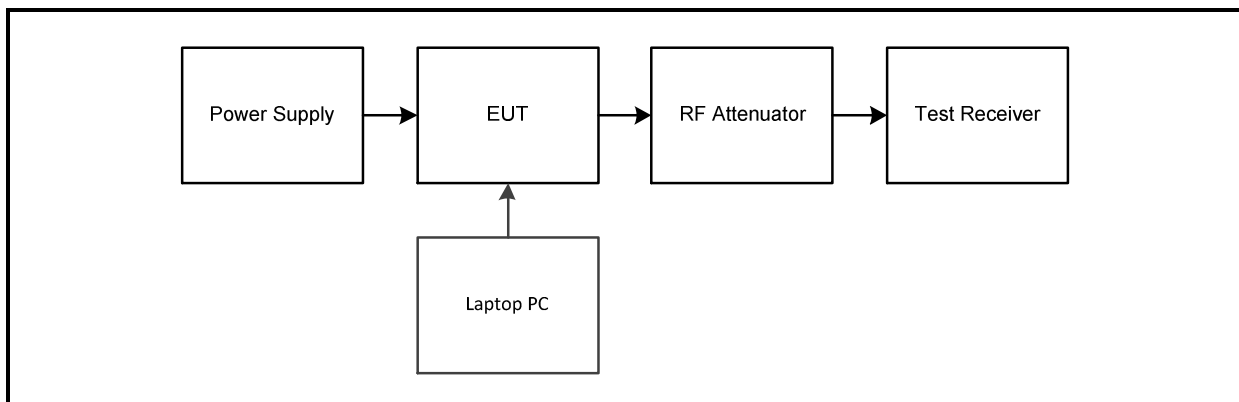 Power Supply
EUT
RF Attenuator
Test Receiver
Laptop PC